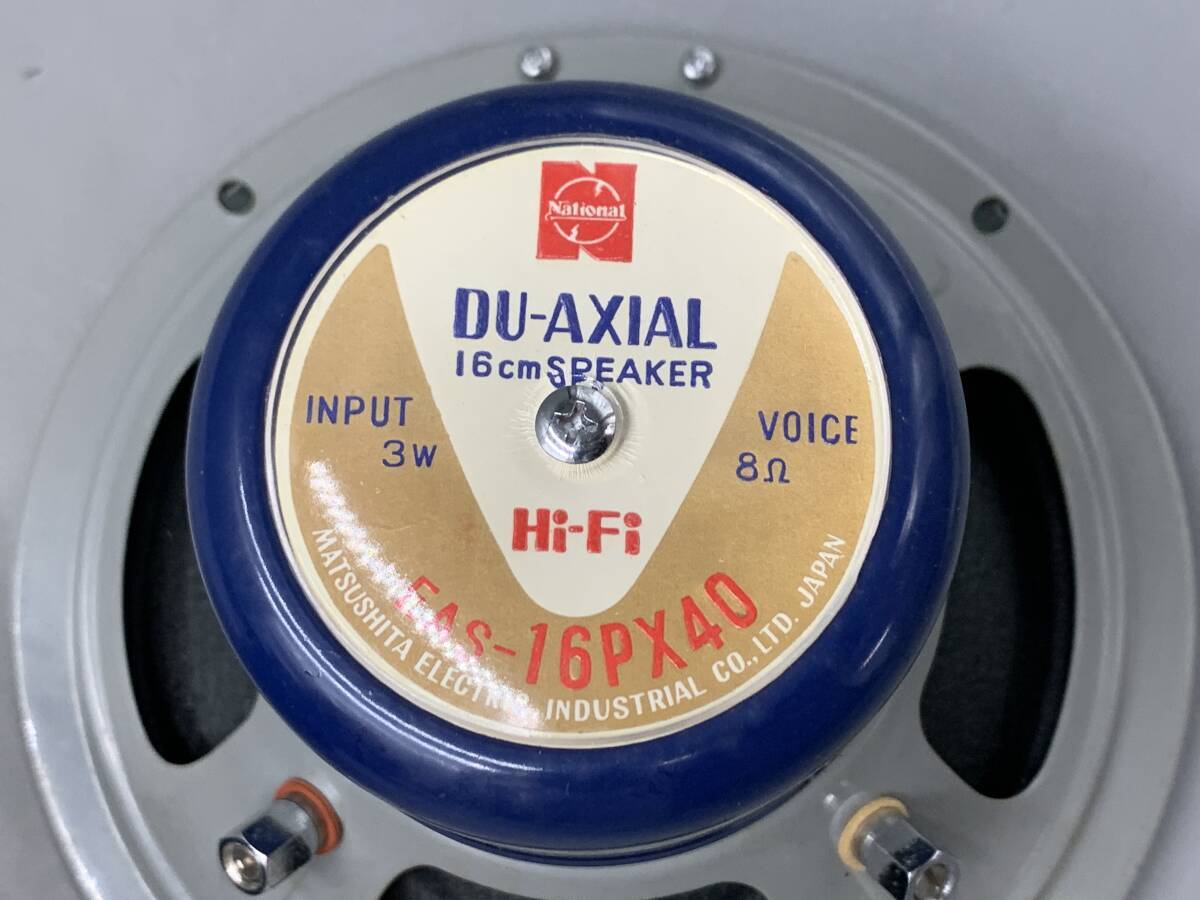 National
DU-AXIAL
16cm SPEAKER
INPUT
3W
VOICE
8Ω
Hi-Fi
EAS-16PX40
MATSUSHITA ELECTRIC INDUSTRIAL CO., LTD. JAPAN